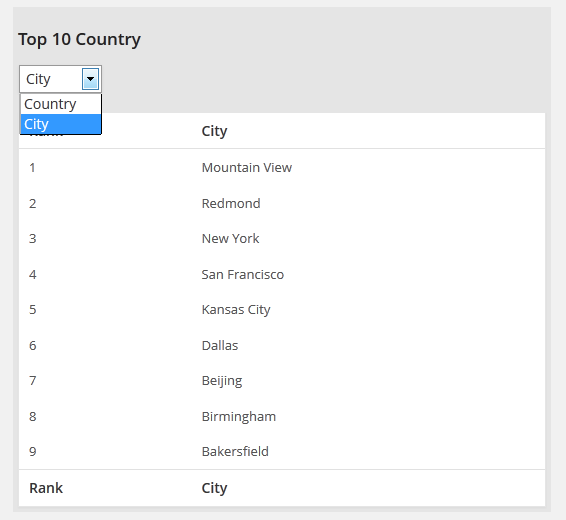 Top 10 Country
City
Country
City
Rank City
1 Mountain View
2 Redmond
3 New York
4 San Francisco
5 Kansas City
6 Dallas
7 Beijing
8 Birmingham
9 Bakersfield
Rank City